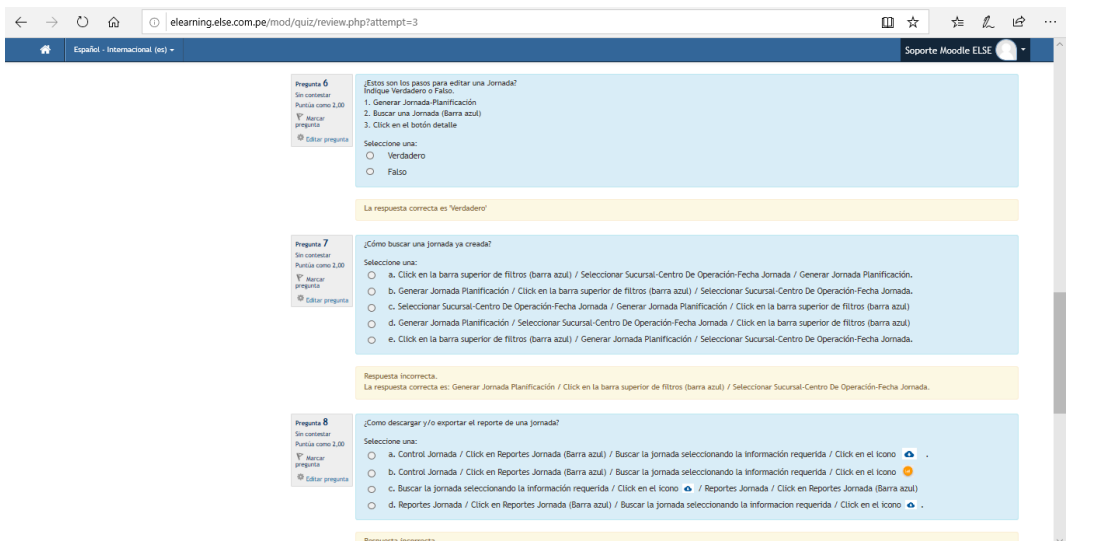 elearning.else.com.pe/mod/quiz/review.php?attempt=3
Español - Internacional (es)
Soporte Moodle ELSE
Pregunta 6
Sin contestar
Puntúa como 2,00
Marcar
pregunta
Editar pregunta
¿Estos son los pasos para editar una Jornada?
Indique Verdadero o Falso.
1. Generar Jornada-Planificación
2. Buscar una Jornada (Barra azul)
3. Click en el botón detalle
Seleccione una:
Verdadero
Falso
La respuesta correcta es 'Verdadero'
Pregunta 7
Sin contestar
Puntúa como 2,00
Marcar
pregunta
Editar pregunta
¿Cómo buscar una jornada ya creada?
Seleccione una:
a. Click en la barra superior de filtros (barra azul) / Seleccionar Sucursal-Centro De Operación-Fecha Jornada / Generar Jornada Planificación.
b. Generar Jornada Planificación / Click en la barra superior de filtros (barra azul) / Seleccionar Sucursal-Centro De Operación-Fecha Jornada.
c. Seleccionar Sucursal-Centro De Operación-Fecha Jornada / Generar Jornada Planificación / Click en la barra superior de filtros (barra azul)
d. Generar Jornada Planificación / Seleccionar Sucursal-Centro De Operación-Fecha Jornada / Click en la barra superior de filtros (barra azul)
e. Click en la barra superior de filtros (barra azul) / Generar Jornada Planificación / Seleccionar Sucursal-Centro De Operación-Fecha Jornada.
Respuesta incorrecta.
La respuesta correcta es: Generar Jornada Planificación / Click en la barra superior de filtros (barra azul) / Seleccionar Sucursal-Centro De Operación-Fecha Jornada.
Pregunta 8
Sin contestar
Puntúa como 2,00
Marcar
pregunta
Editar pregunta
¿Como descargar y/o exportar el reporte de una jornada?
Seleccione una:
a. Control Jornada / Click en Reportes Jornada (Barra azul) / Buscar la jornada seleccionando la información requerida / Click en el icono .
b. Control Jornada / Click en Reportes Jornada (Barra azul) / Buscar la jornada seleccionando la información requerida / Click en el icono
c. Buscar la jornada seleccionando la información requerida / Click en el icono / Reportes Jornada / Click en Reportes Jornada (Barra azul)
d. Reportes Jornada / Click en Reportes Jornada (Barra azul) / Buscar la jornada seleccionando la informacion requerida / Click en el icono .
Respuesta incorrecta.